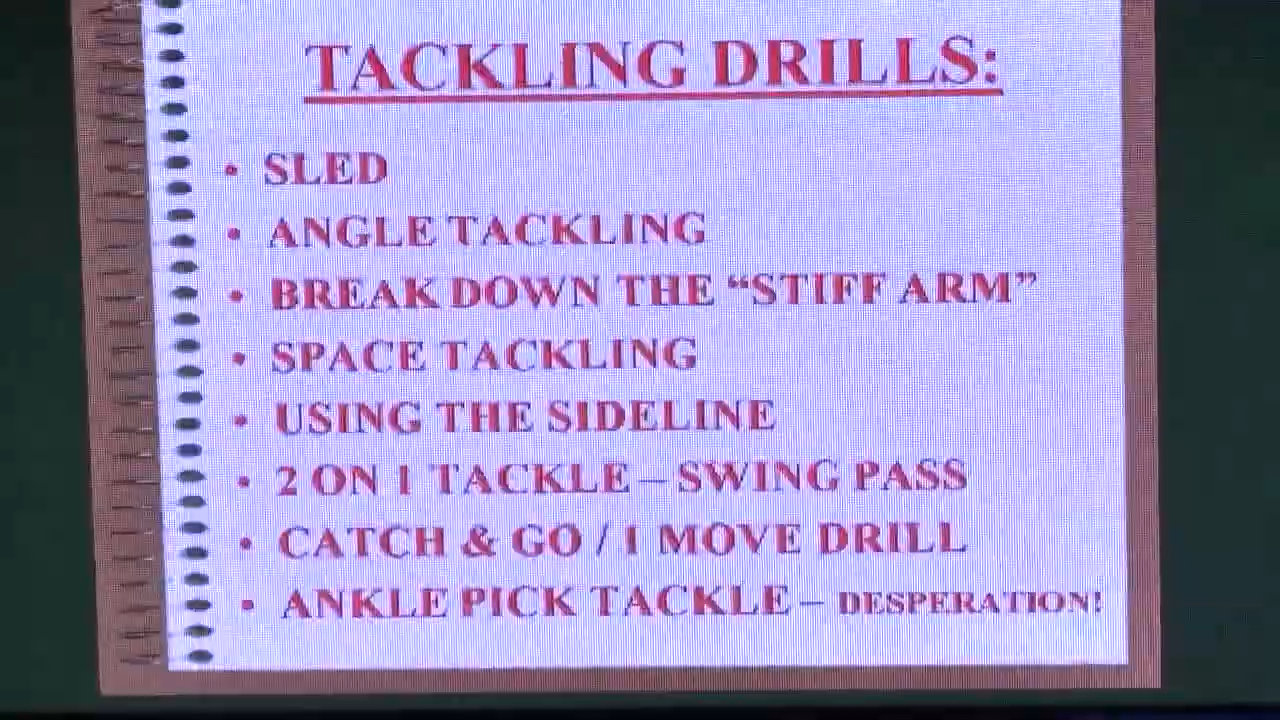 TACKLING DRILLS:
• SLED
• ANGLE TACKLING
• BREAK DOWN THE “STIFF ARM”
• SPACE TACKLING
• USING THE SIDELINE
• 2 ON 1 TACKLE – SWING PASS
• CATCH & GO / 1 MOVE DRILL
• ANKLE PICK TACKLE – DESPERATION!